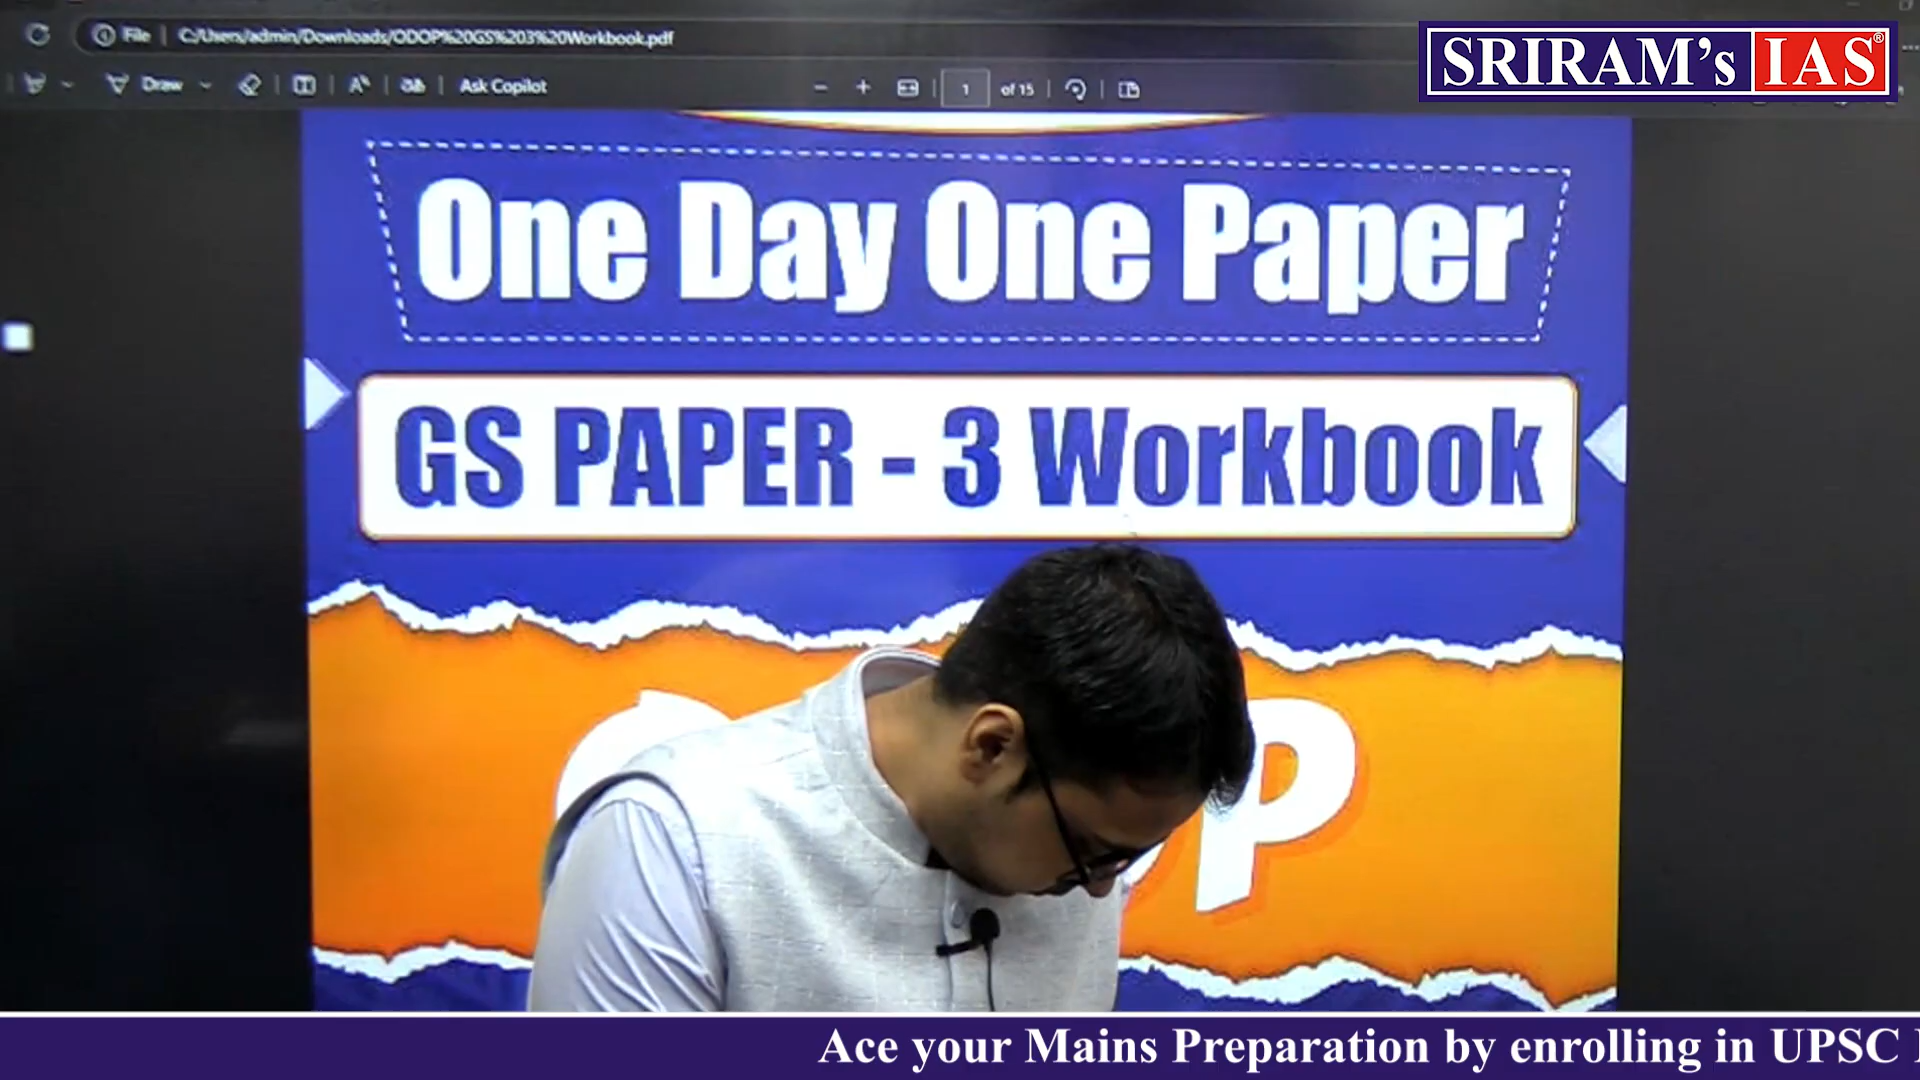 File
C:/Users/admin/Downloads/ODOP%20GS%203%20Workbook.pdf
SRIRAM's IAS®
Draw
Ask Copilot
1 of 15
One Day One Paper
GS PAPER - 3 Workbook
P
Ace your Mains Preparation by enrolling in UPSC